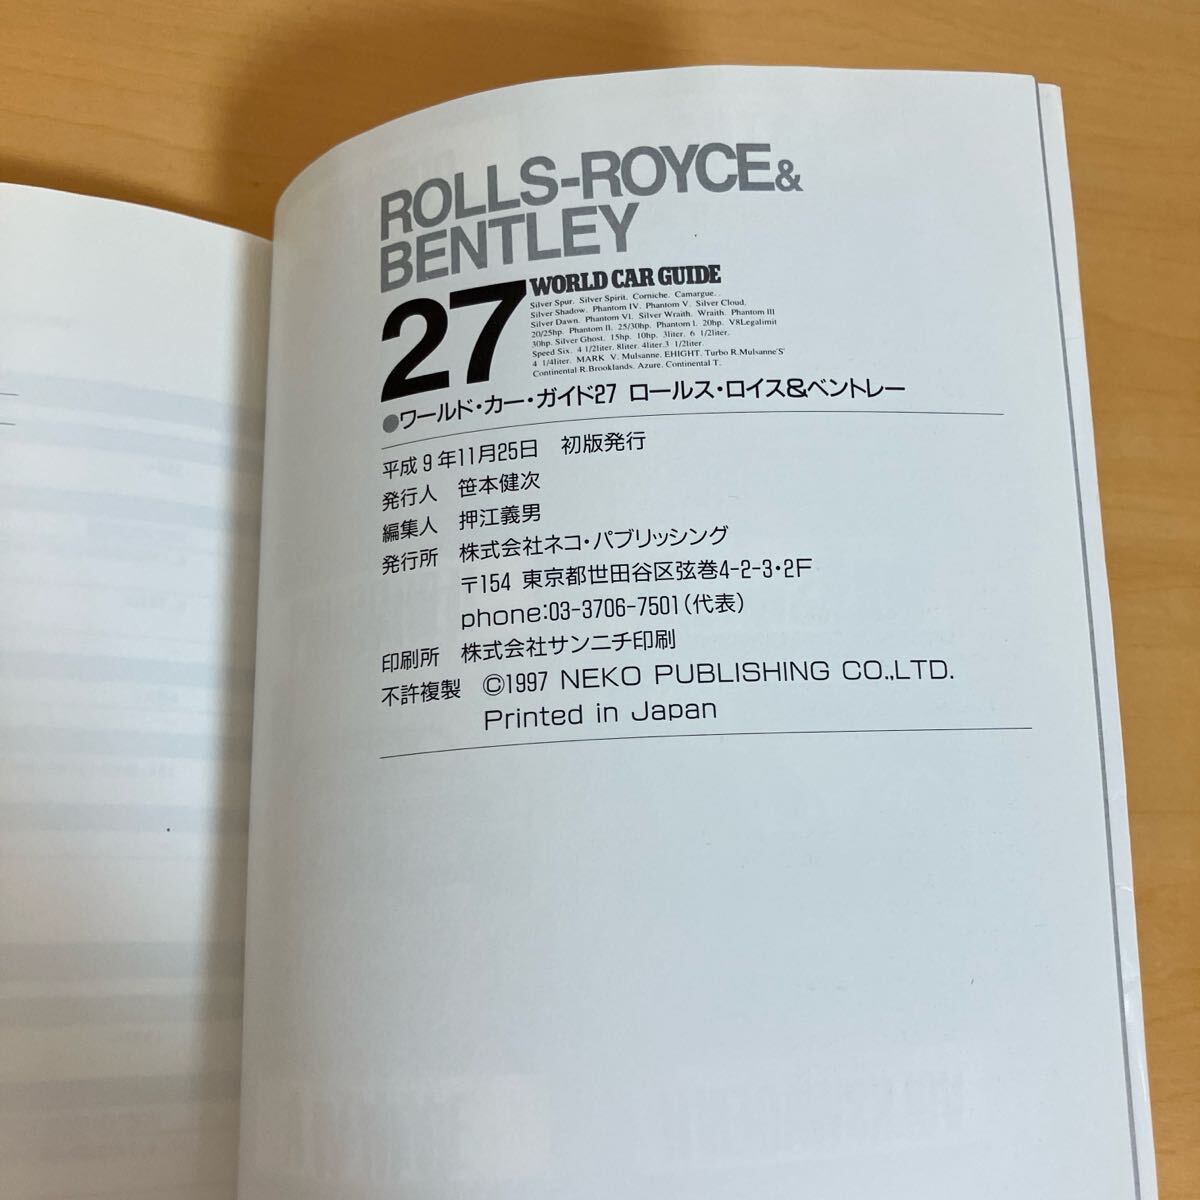 ROLLS-ROYCE&
BENTLEY
27
WORLD CAR GUIDE
Silver Spur. Silver Spirit. Corniche. Camargue. .
Silver Shadow. Phantom IV. Phantom V. Silver Cloud.
Silver Dawn. Phantom VI. Silver Wraith. Wraith. Phantom III
20/25hp. Phantom II. 25/30hp. Phantom I. 20hp. V8Legalimit
30hp. Silver Ghost. 15hp. 10hp. 3liter. 6 1/2liter.
Speed Six. 4 1/2liter. 8liter. 4liter.3 1/2liter.
4 1/4liter. MARK V. Mulsanne. EHIGHT. Turbo R.Mulsanne'S'
Continental R.Brooklands. Azure. Continental T.
●ワールド・カー・ガイド27 ロールス・ロイス&ベントレー
平成9年11月25日 初版発行
発行人 笹本健次
編集人 押江義男
発行所 株式会社ネコ・パブリッシング
〒154 東京都世田谷区弦巻4-2-3・2F
phone:03-3706-7501(代表)
印刷所 株式会社サンニチ印刷
不許複製 ©1997 NEKO PUBLISHING CO.,LTD.
Printed in Japan